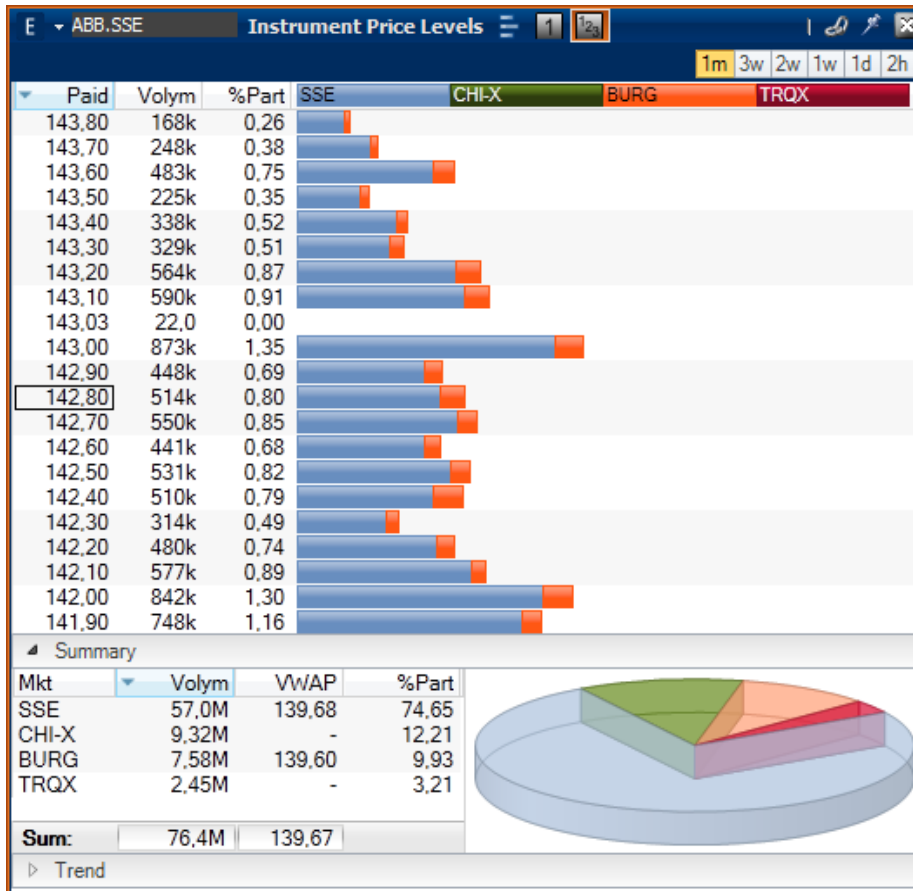 E ABB.SSE Instrument Price Levels 1 123
1m 3w 2w 1w 1d 2h
Paid Volym %Part SSE CHI-X BURG TRQX
143,80 168k 0,26
143,70 248k 0,38
143,60 483k 0,75
143,50 225k 0,35
143,40 338k 0,52
143,30 329k 0,51
143,20 564k 0,87
143,10 590k 0,91
143,03 22,0 0,00
143,00 873k 1,35
142,90 448k 0,69
142,80 514k 0,80
142,70 550k 0,85
142,60 441k 0,68
142,50 531k 0,82
142,40 510k 0,79
142,30 314k 0,49
142,20 480k 0,74
142,10 577k 0,89
142,00 842k 1,30
141,90 748k 1,16
Summary
Mkt Volym VWAP %Part
SSE 57,0M 139,68 74,65
CHI-X 9,32M - 12,21
BURG 7,58M 139,60 9,93
TRQX 2,45M - 3,21
Sum: 76,4M 139,67
Trend